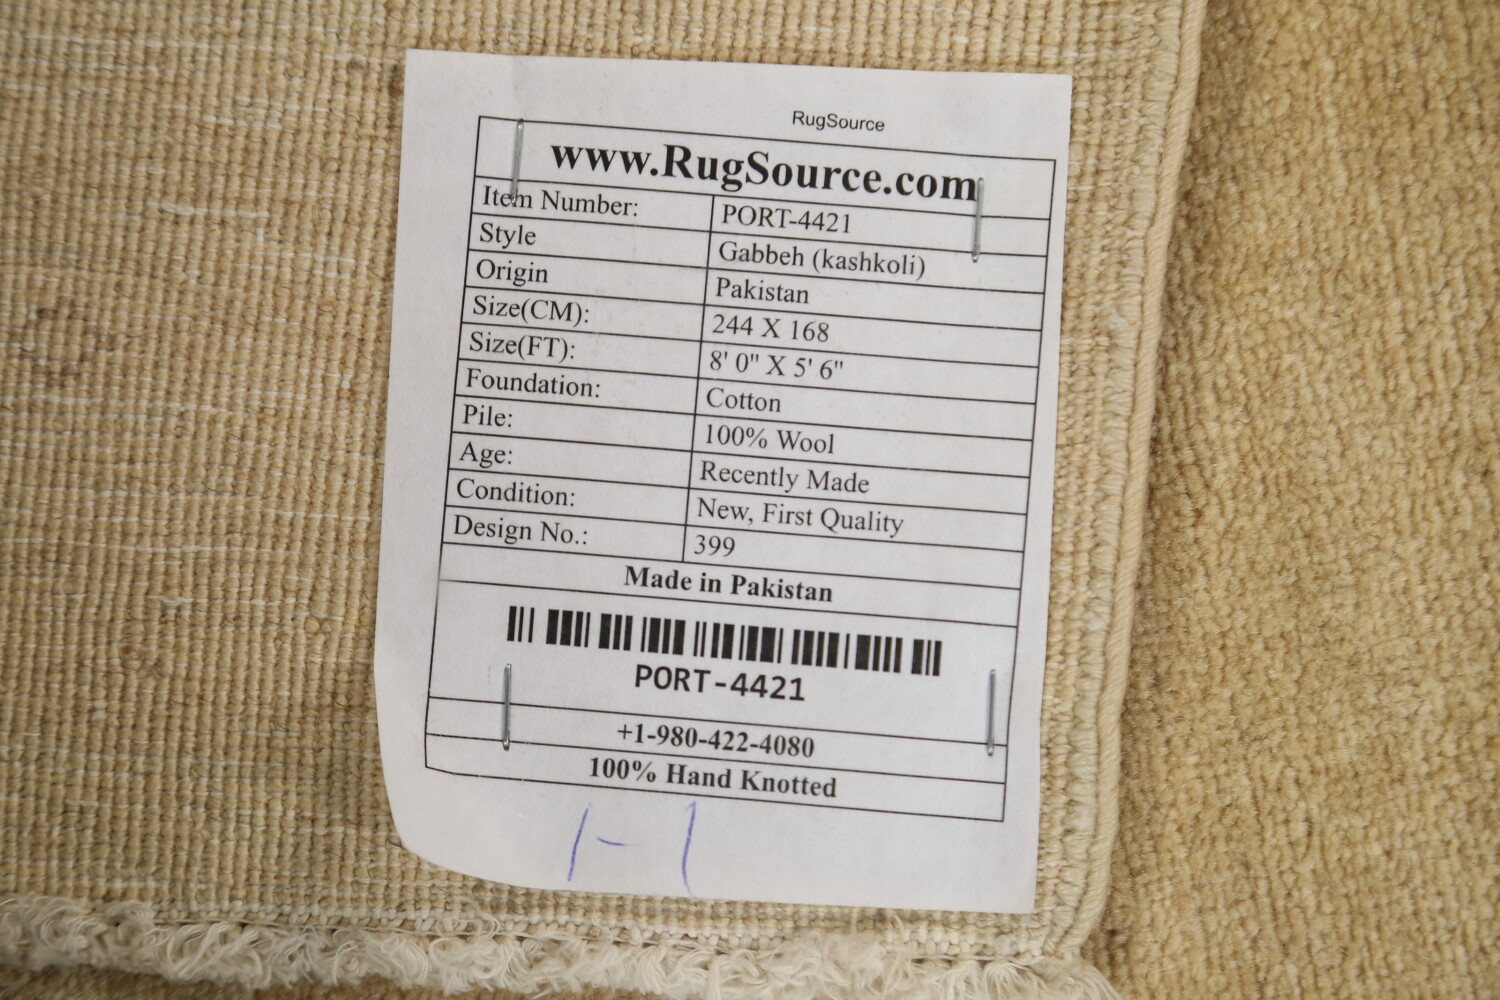 RugSource
www.RugSource.com
Item Number: PORT-4421
Style Gabbeh (kashkoli)
Origin Pakistan
Size(CM): 244 X 168
Size(FT): 8' 0" X 5' 6"
Foundation: Cotton
Pile: 100% Wool
Age: Recently Made
Condition: New, First Quality
Design No.: 399
Made in Pakistan
PORT-4421
+1-980-422-4080
100% Hand Knotted
1-1